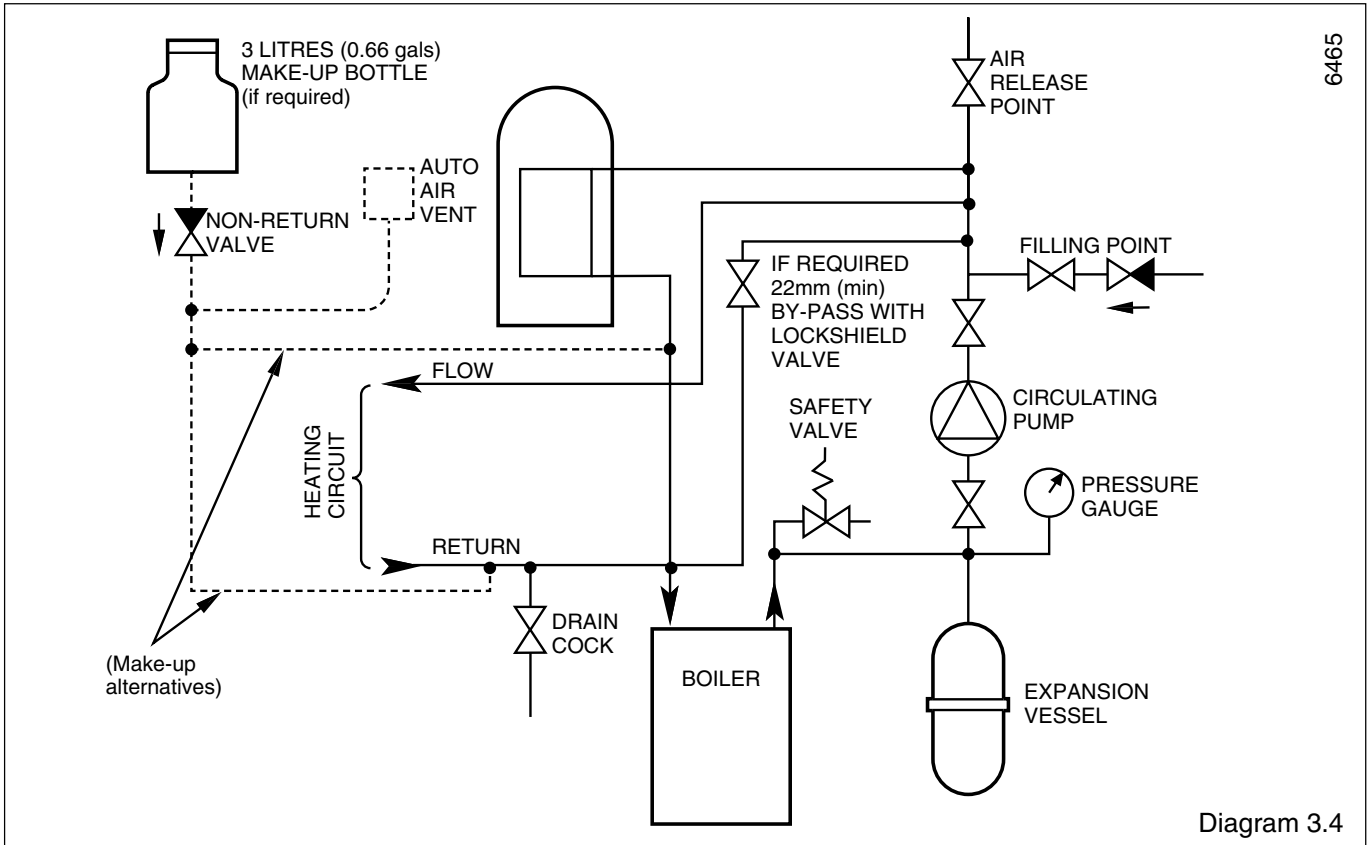 3 LITRES (0.66 gals)
MAKE-UP BOTTLE
(if required)
AIR
RELEASE
POINT
6465
AUTO
AIR
VENT
NON-RETURN
VALVE
IF REQUIRED
22mm (min)
BY-PASS WITH
LOCKSHIELD
VALVE
FILLING POINT
FLOW
HEATING
CIRCUIT
SAFETY
VALVE
CIRCULATING
PUMP
PRESSURE
GAUGE
RETURN
DRAIN
COCK
(Make-up
alternatives)
BOILER
EXPANSION
VESSEL
Diagram 3.4